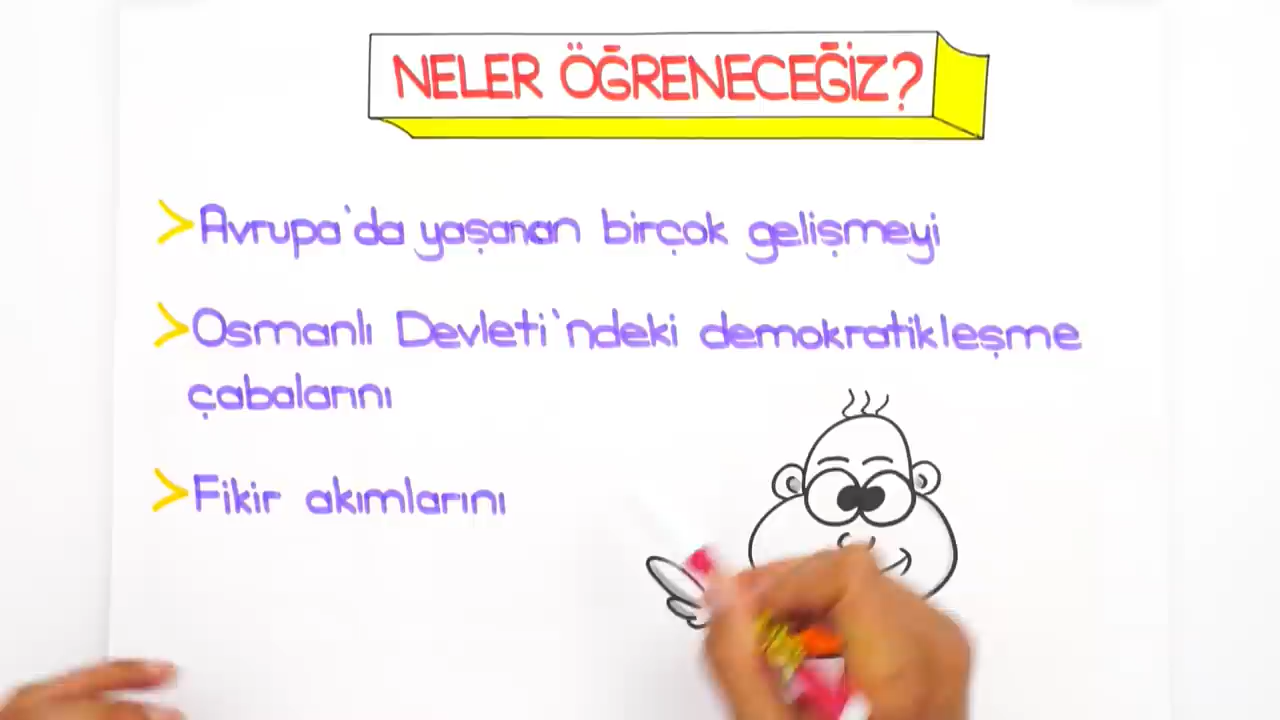 NELER ÖĞRENECEĞİZ?
Avrupa'da yaşanan birçok gelişmeyi
Osmanlı Devleti'ndeki demokratikleşme
çabalarını
Fikir akımlarını